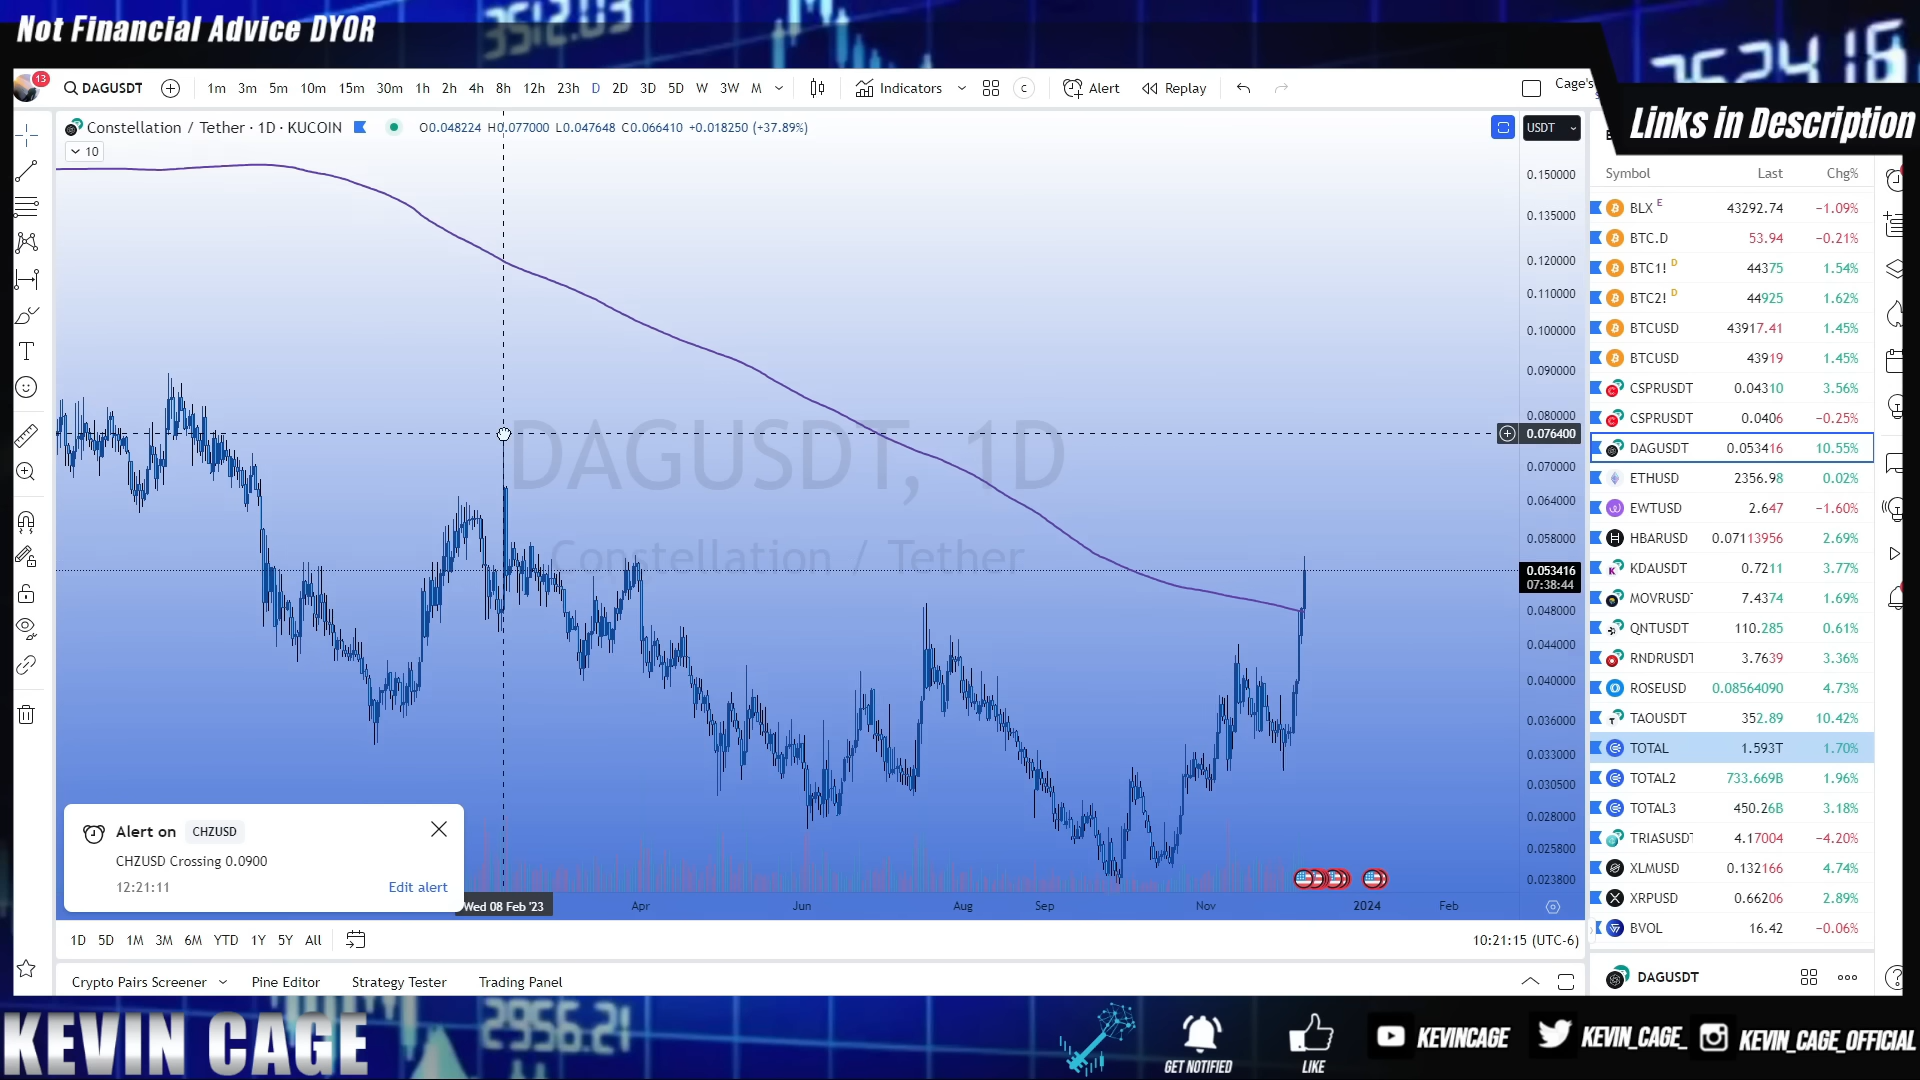 Not Financial Advice DYOR
3512.03
Links in Description
13
DAGUSDT
1m 3m 5m 10m 15m 30m 1h 2h 4h 8h 12h 23h D 2D 3D 5D W 3W M
Indicators
Alert
Replay
Cage's
Constellation / Tether · 1D · KUCOIN
O0.048224 H0.077000 L0.047648 C0.066410 +0.018250 (+37.89%)
USDT
10
DAGUSDT, 1D
Constellation / Tether
0.150000
0.135000
0.120000
0.110000
0.100000
0.090000
0.080000
0.076400
0.070000
0.064000
0.058000
0.053416
07:38:44
0.048000
0.044000
0.040000
0.036000
0.033000
0.030500
0.028000
0.025800
0.023800
Symbol Last Chg%
BLX E 43292.74 −1.09%
BTC.D 53.94 −0.21%
BTC1! D 44375 1.54%
BTC2! D 44925 1.62%
BTCUSD 43917.41 1.45%
BTCUSD 43919 1.45%
CSPRUSDT 0.04310 3.56%
CSPRUSDT 0.0406 −0.25%
DAGUSDT 0.053416 10.55%
ETHUSD 2356.98 0.02%
EWTUSD 2.647 −1.60%
HBARUSD 0.07113956 2.69%
KDAUSDT 0.7211 3.77%
MOVRUSDT 7.4374 1.69%
QNTUSDT 110.285 0.61%
RNDRUSDT 3.7639 3.36%
ROSEUSD 0.08564090 4.73%
TAOUSDT 352.89 10.42%
TOTAL 1.593T 1.70%
TOTAL2 733.669B 1.96%
TOTAL3 450.26B 3.18%
TRIASUSDT 4.17004 −4.20%
XLMUSD 0.132166 4.74%
XRPUSD 0.66206 2.89%
BVOL 16.42 −0.06%
DAGUSDT
Alert on CHZUSD
CHZUSD Crossing 0.0900
12:21:11 Edit alert
Wed 08 Feb '23 Apr Jun Aug Sep Nov 2024 Feb
1D 5D 1M 3M 6M YTD 1Y 5Y All
10:21:15 (UTC-6)
Crypto Pairs Screener Pine Editor Strategy Tester Trading Panel
KEVIN CAGE
2956.21
GET NOTIFIED
LIKE
KEVINCAGE
KEVIN_CAGE_
KEVIN_CAGE_OFFICIAL